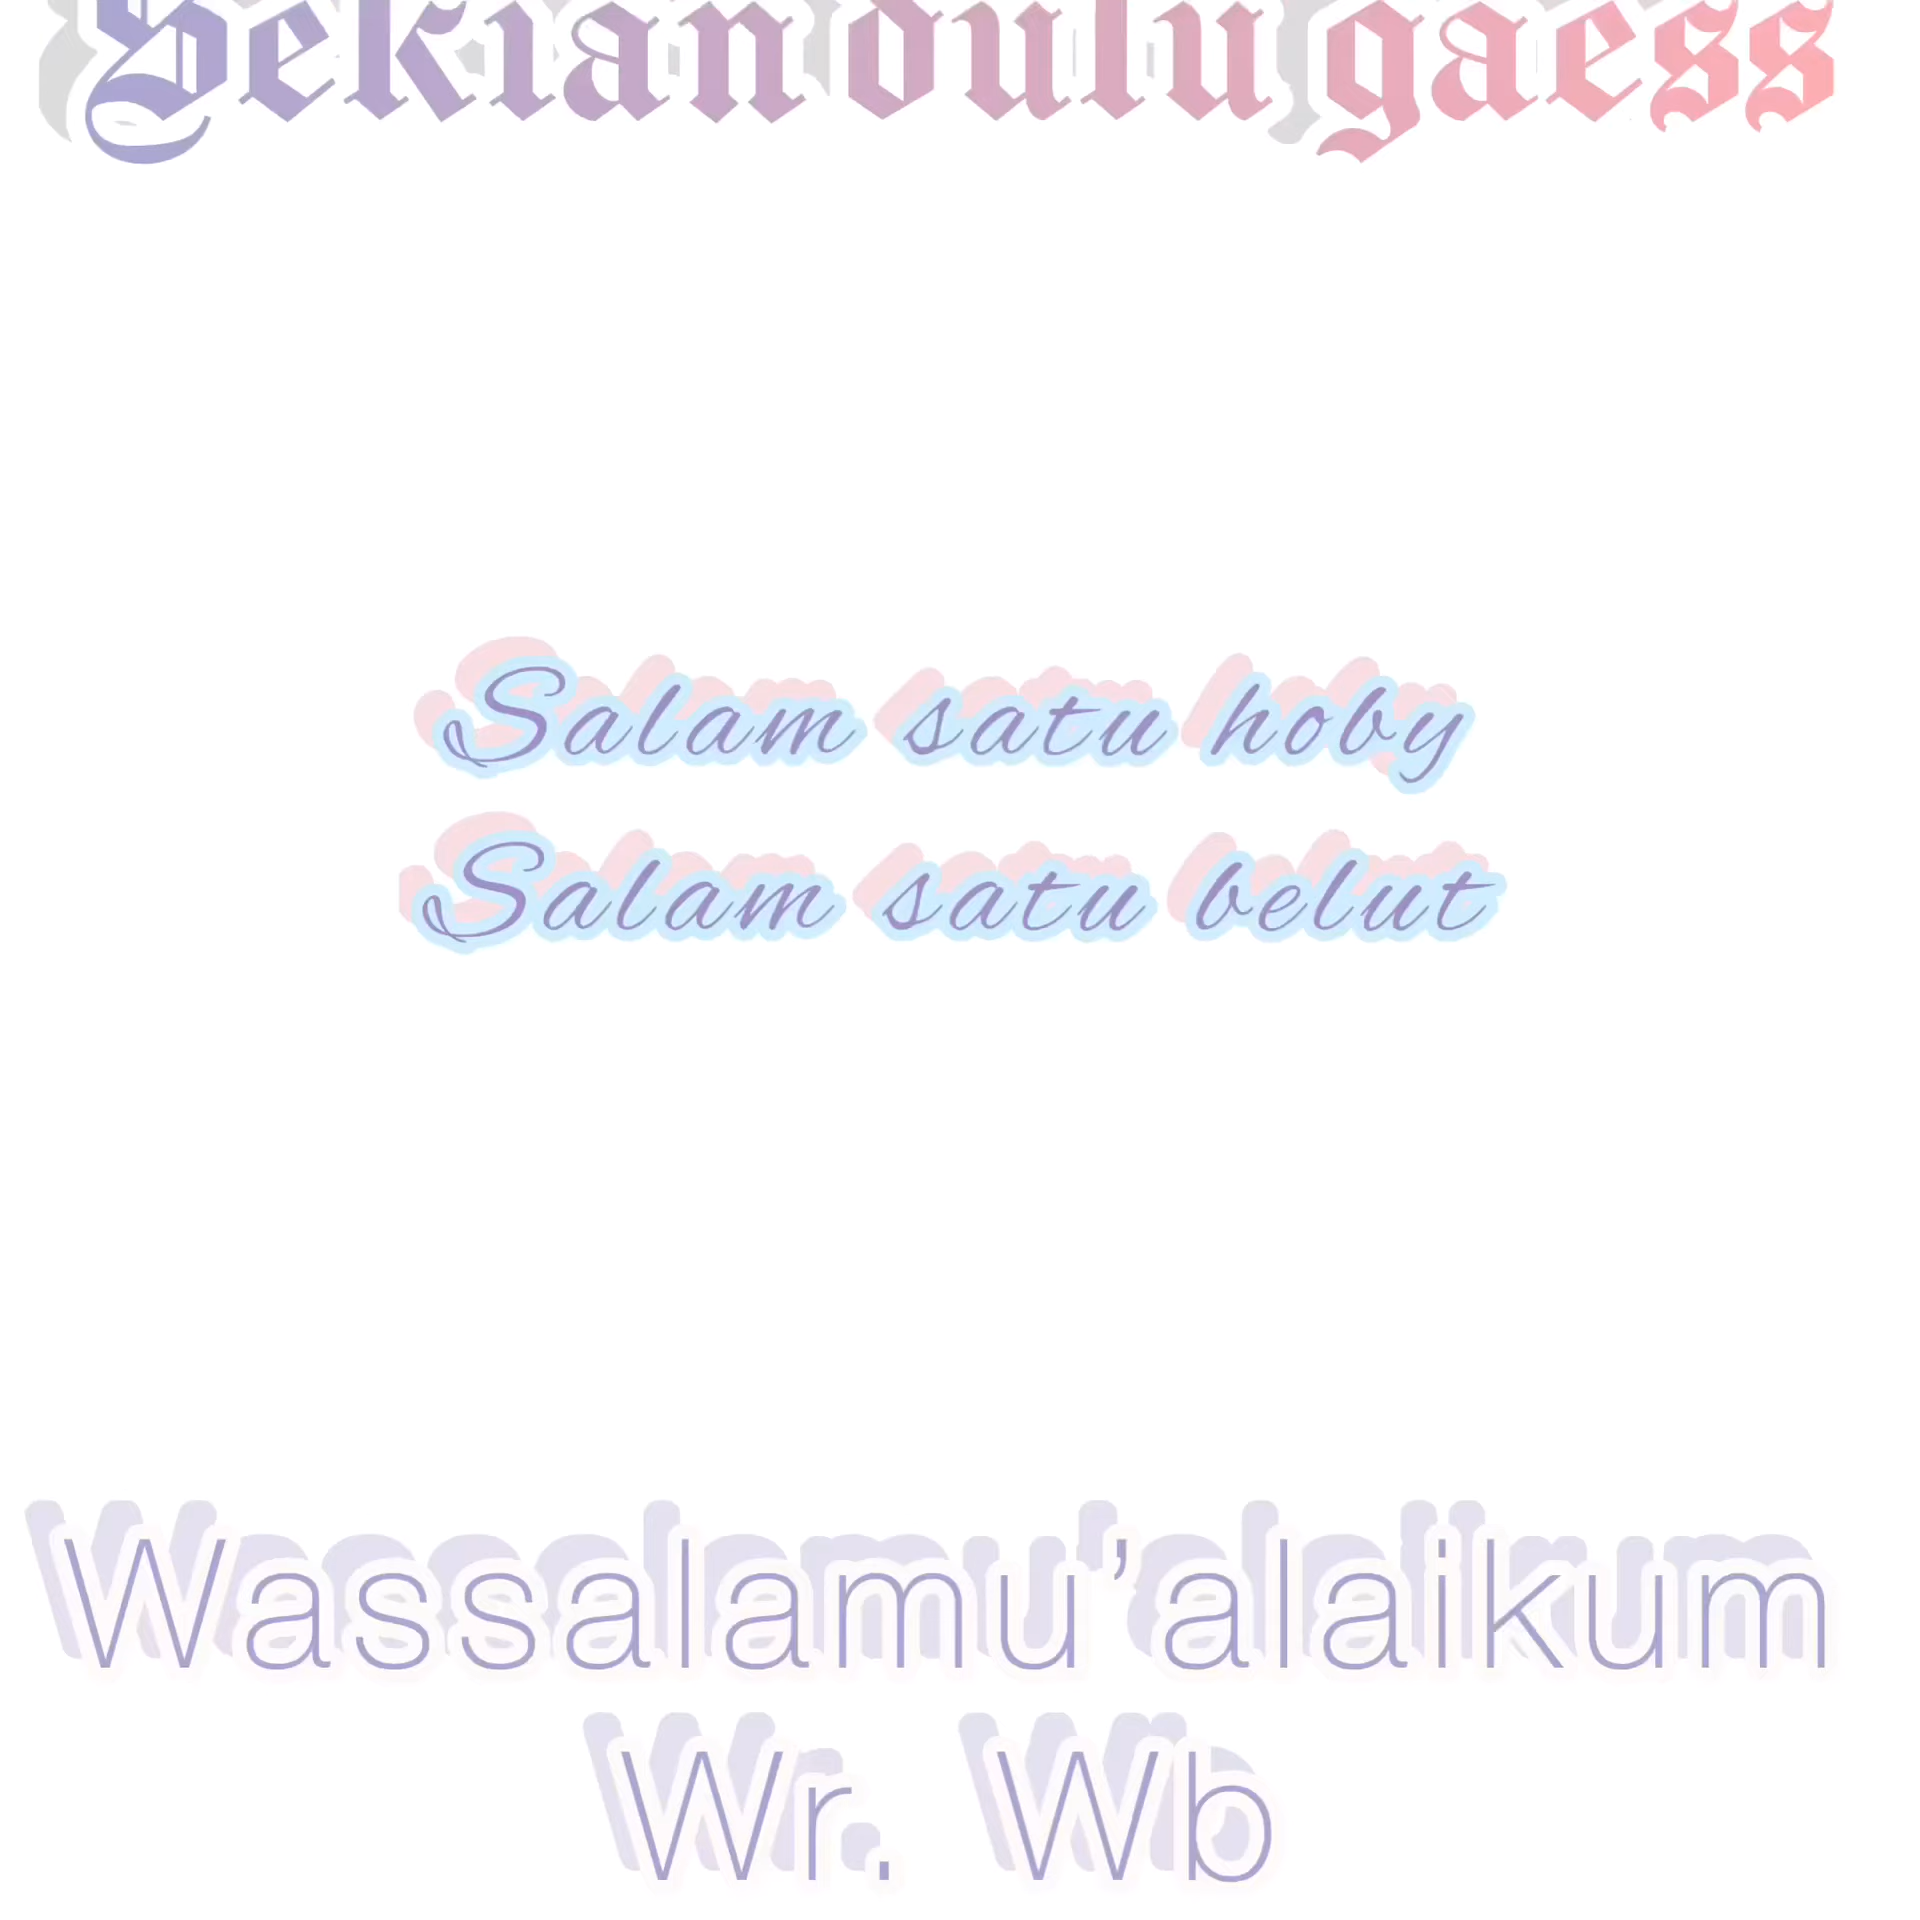 Sekian dulu gaess
Salam satu hoby
Salam satu belut
Wassalamu'alaikum
Wr. Wb